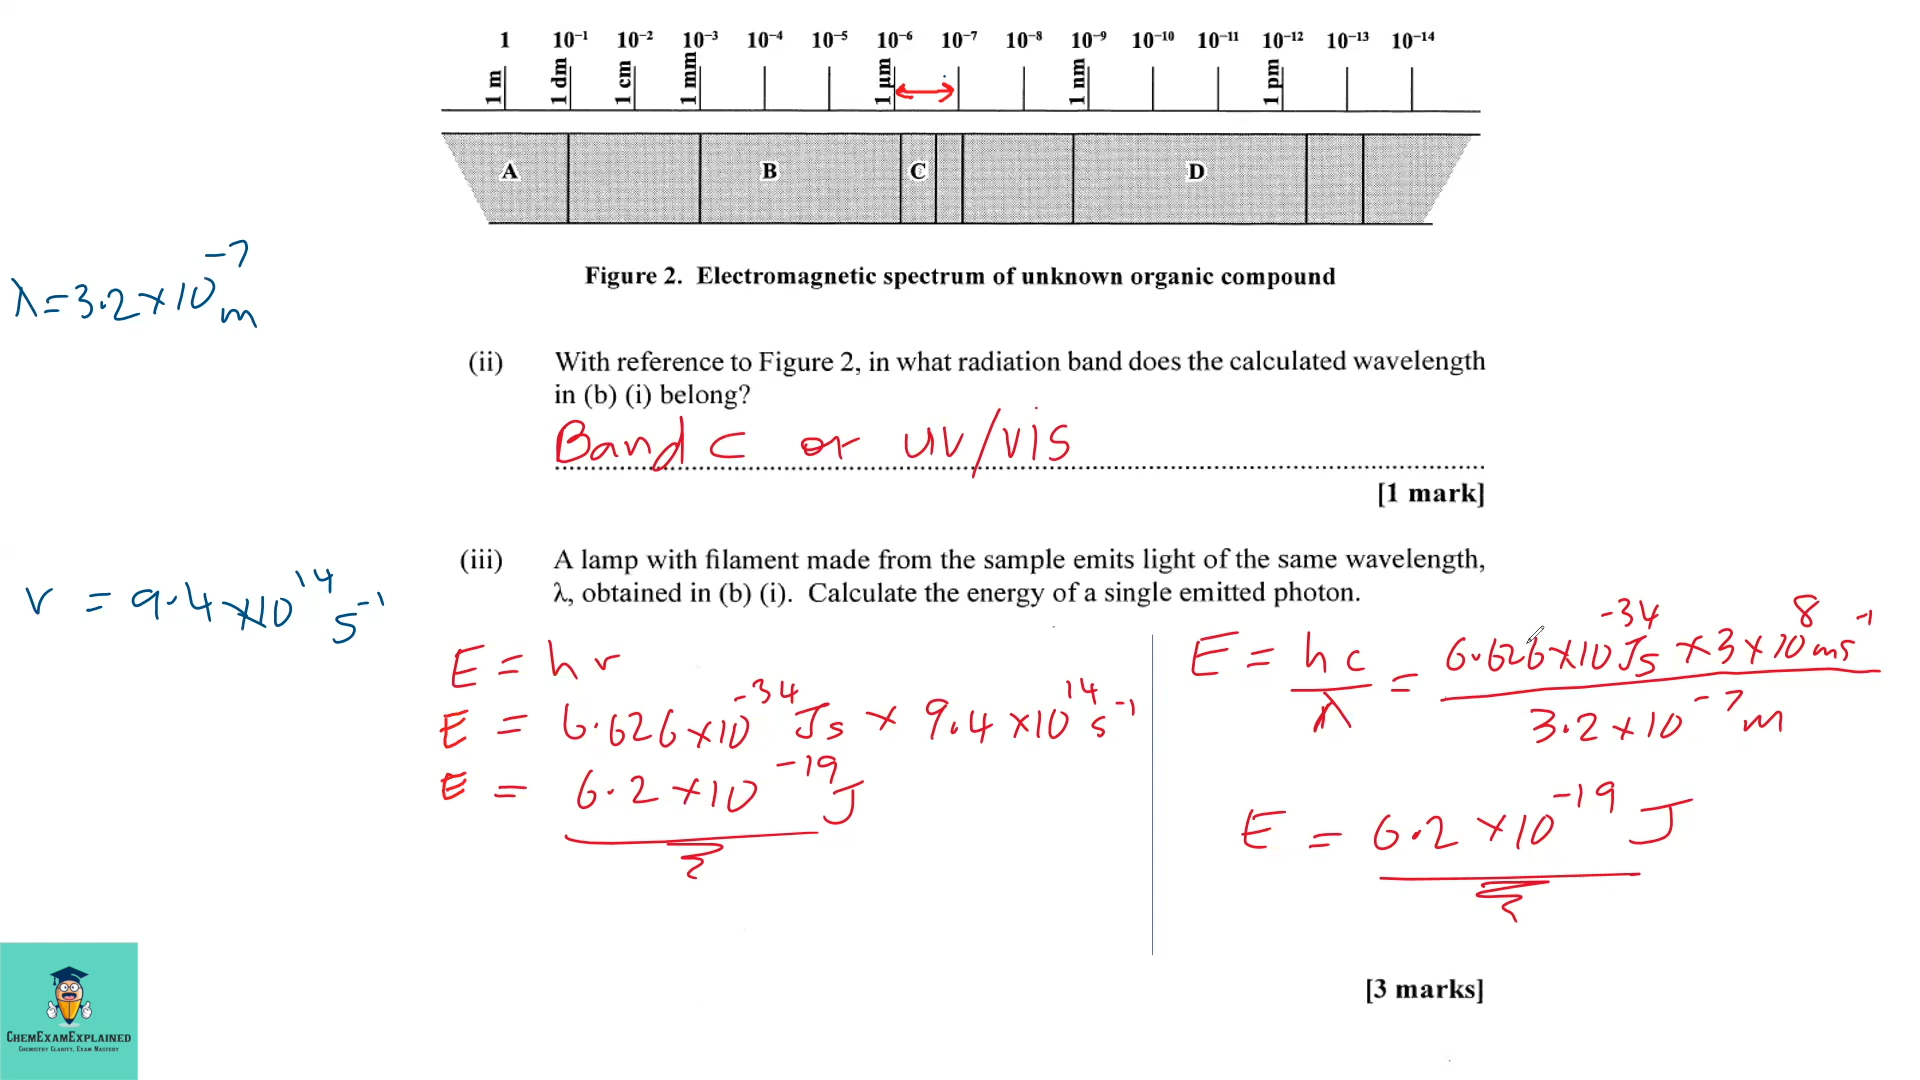 1 10⁻¹ 10⁻² 10⁻³ 10⁻⁴ 10⁻⁵ 10⁻⁶ 10⁻⁷ 10⁻⁸ 10⁻⁹ 10⁻¹⁰ 10⁻¹¹ 10⁻¹² 10⁻¹³ 10⁻¹⁴
1 m 1 dm 1 cm 1 mm 1 µm 1 nm 1 pm
A B C D
Figure 2. Electromagnetic spectrum of unknown organic compound
λ = 3.2 × 10⁻⁷ m
(ii) With reference to Figure 2, in what radiation band does the calculated wavelength
in (b) (i) belong?
Band C or uv/vis
[1 mark]
(iii) A lamp with filament made from the sample emits light of the same wavelength,
λ, obtained in (b) (i). Calculate the energy of a single emitted photon.
v = 9.4 × 10¹⁴ s⁻¹
E = h v
E = 6.626 × 10⁻³⁴ Js × 9.4 × 10¹⁴ s⁻¹
E = 6.2 × 10⁻¹⁹ J
E = h c / λ = 6.626 × 10⁻³⁴ Js × 3 × 10⁸ ms⁻¹ / 3.2 × 10⁻⁷ m
E = 6.2 × 10⁻¹⁹ J
[3 marks]
CHEMEXAMEXPLAINED
CHEMISTRY CLARITY. EXAM MASTERY